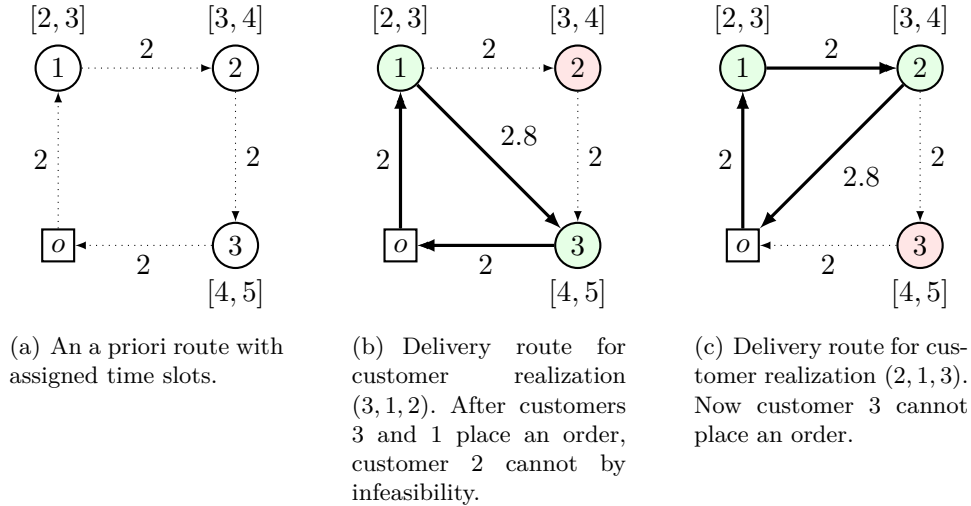 [2, 3] [3, 4] [2, 3] [3, 4] [2, 3] [3, 4]
2 2 2
1 2 1 2 1 2
2 2 2 2.8 2 2 2.8 2
o 3 o 3 o 3
2 2 2
[4, 5] [4, 5] [4, 5]
(a) An a priori route with
assigned time slots.
(b) Delivery route for
customer realization
(3, 1, 2). After customers
3 and 1 place an order,
customer 2 cannot by
infeasibility.
(c) Delivery route for cus-
tomer realization (2, 1, 3).
Now customer 3 cannot
place an order.